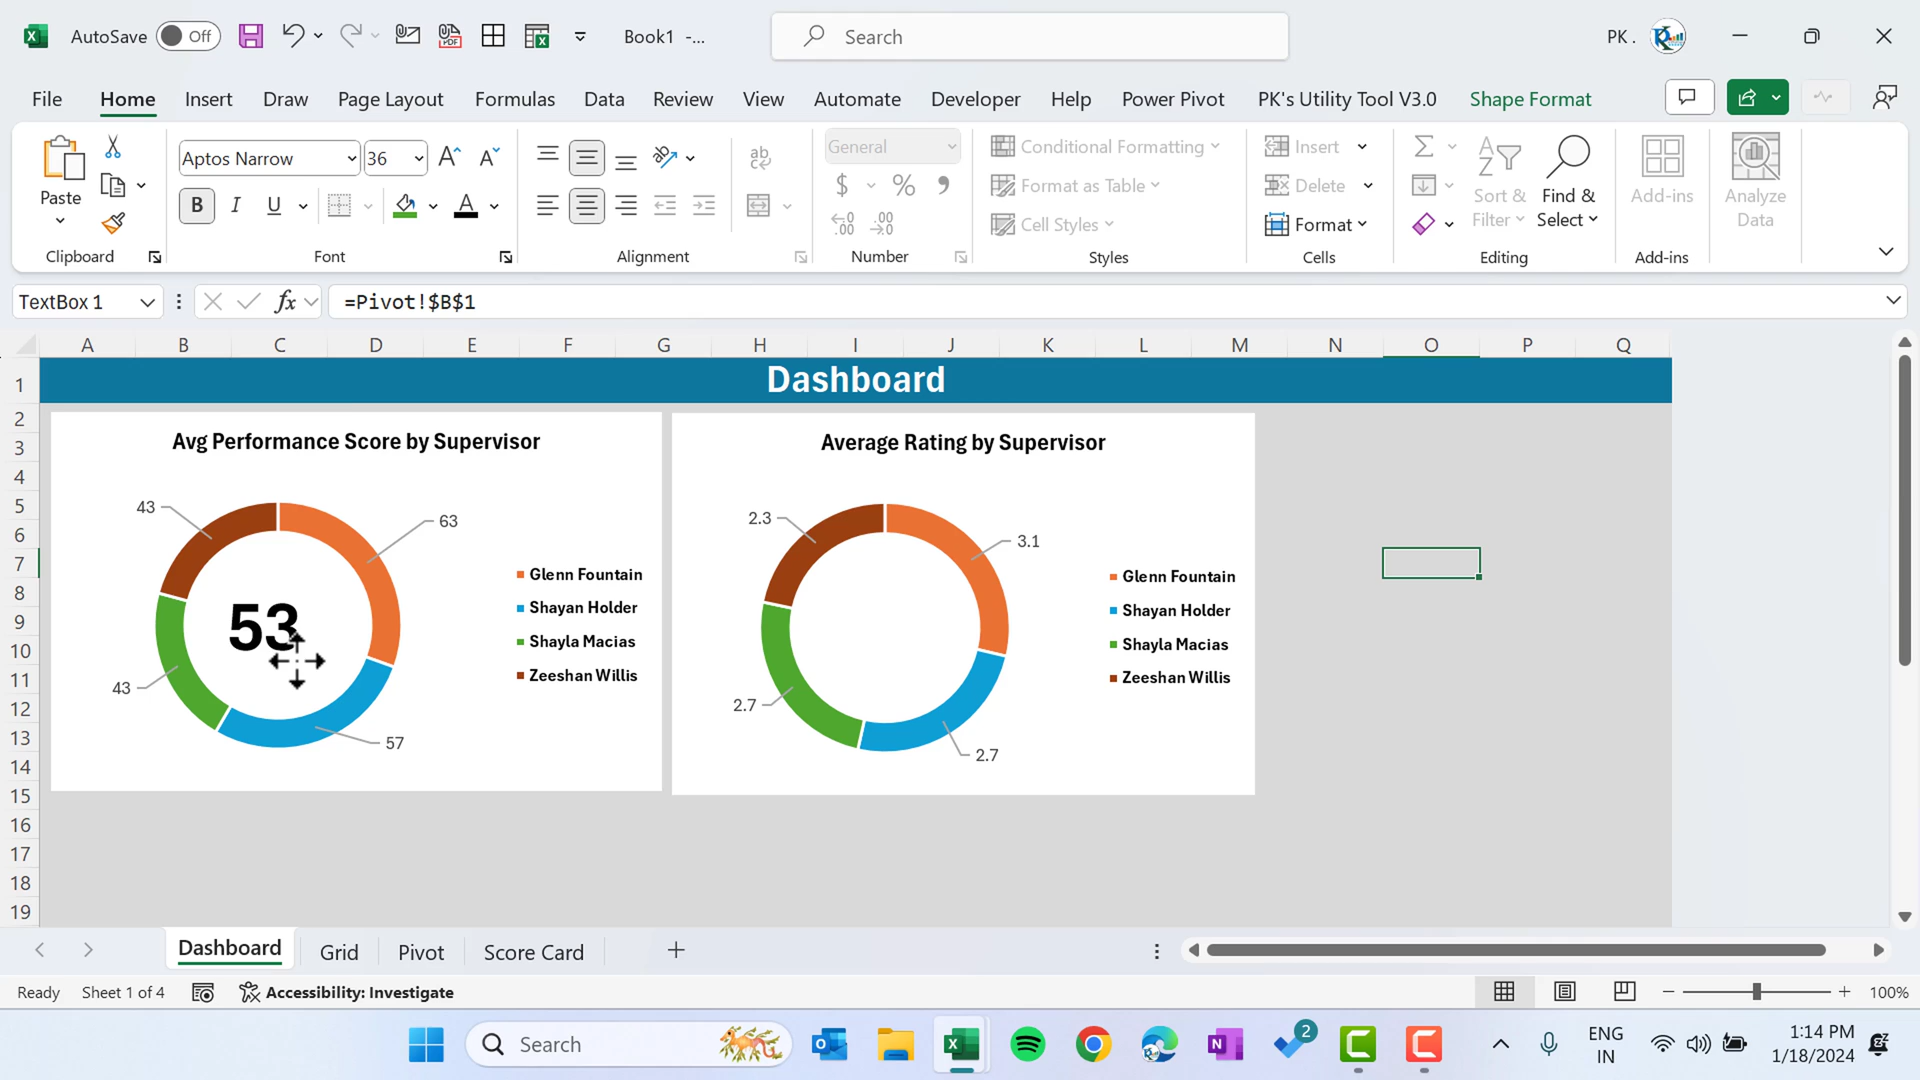 AutoSave Off Book1 -... Search PK .
File Home Insert Draw Page Layout Formulas Data Review View Automate Developer Help Power Pivot PK's Utility Tool V3.0 Shape Format
Paste Aptos Narrow 36 A A ab General Conditional Formatting Insert Sort & Filter Find & Select Add-ins Analyze Data
B I U A $ % Format as Table Delete
Cell Styles Format
Clipboard Font Alignment Number Styles Cells Editing Add-ins
TextBox 1 fx =Pivot!$B$1
A B C D E F G H I J K L M N O P Q
1 Dashboard
2
3 Avg Performance Score by Supervisor Average Rating by Supervisor
4
5 43 63 2.3 3.1
6
7
8 Glenn Fountain Glenn Fountain
9 53 Shayan Holder Shayan Holder
10 Shayla Macias Shayla Macias
11 43 Zeeshan Willis 2.7 Zeeshan Willis
12
13 57 2.7
14
15
16
17
18
19
Dashboard Grid Pivot Score Card
Ready Sheet 1 of 4 Accessibility: Investigate 100%
Search 2 ENG 1:14 PM
IN 1/18/2024